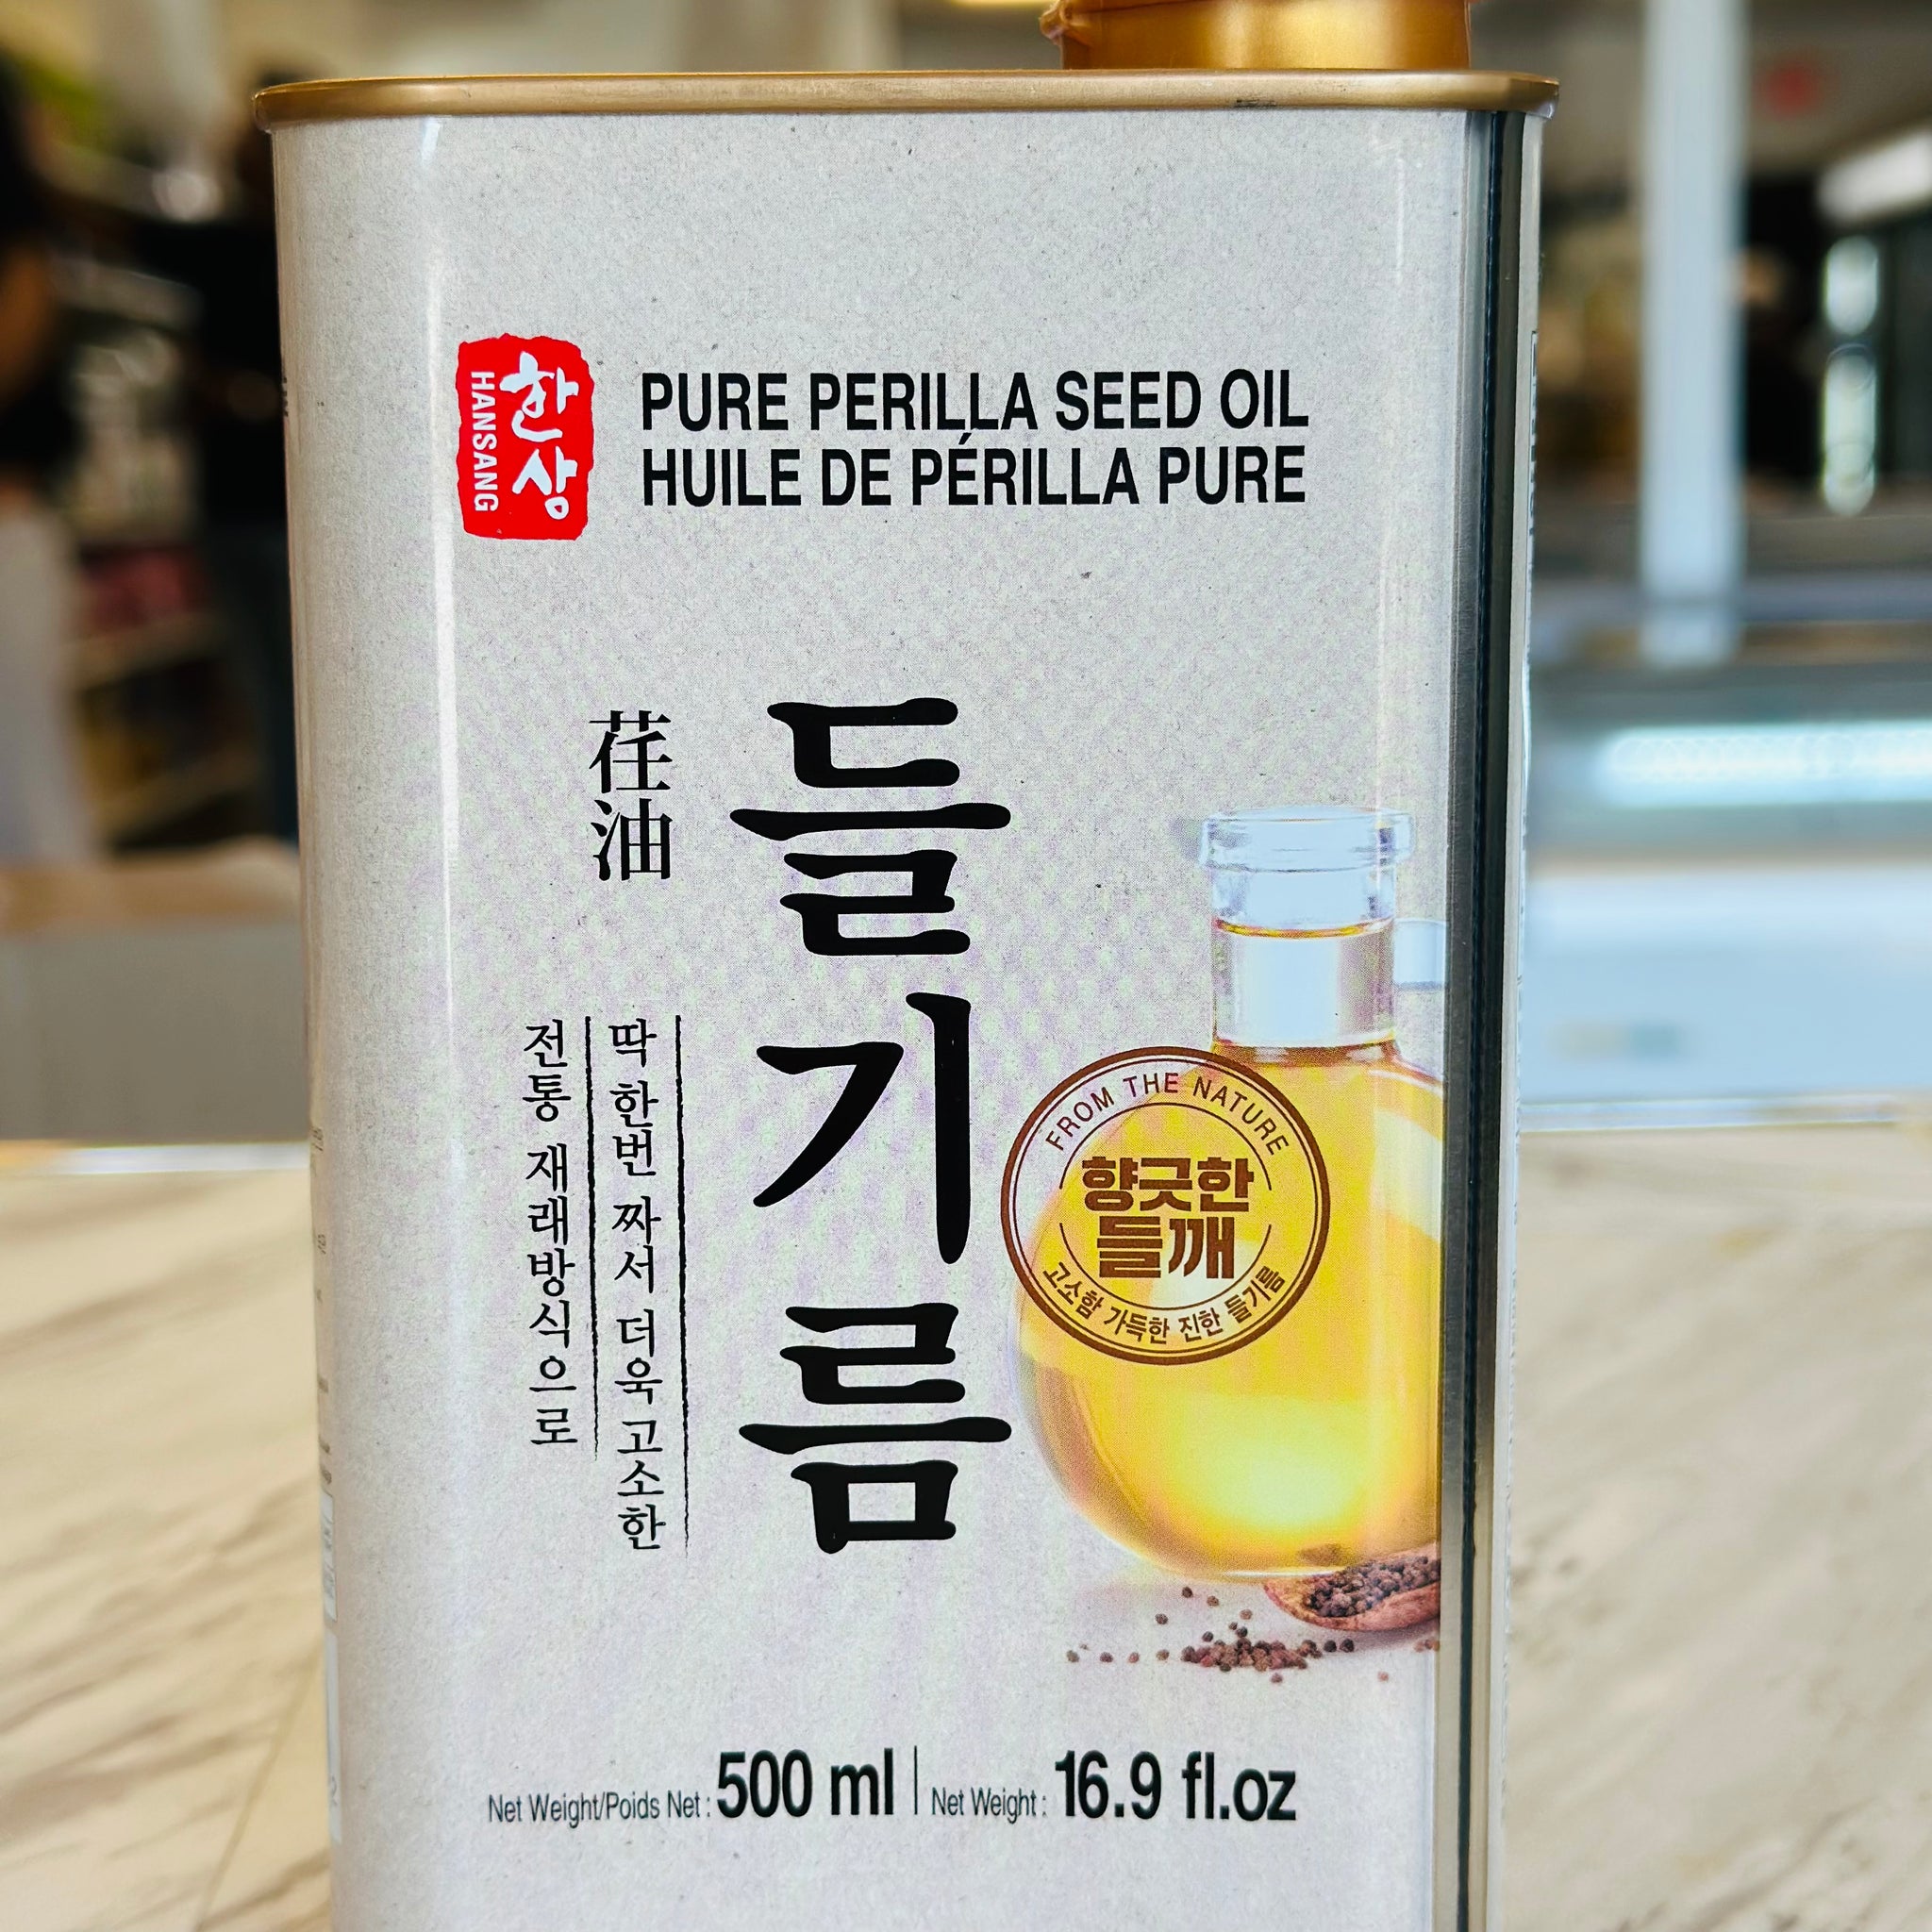 한상
HANSANG
PURE PERILLA SEED OIL
HUILE DE PÉRILLA PURE
들기름
荏油
딱 한번 짜서 더욱 고소한
전통 재래방식으로
FROM THE NATURE
향긋한
들깨
고소함 가득한 진한 들기름
Net Weight/Poids Net : 500 ml | Net Weight : 16.9 fl.oz